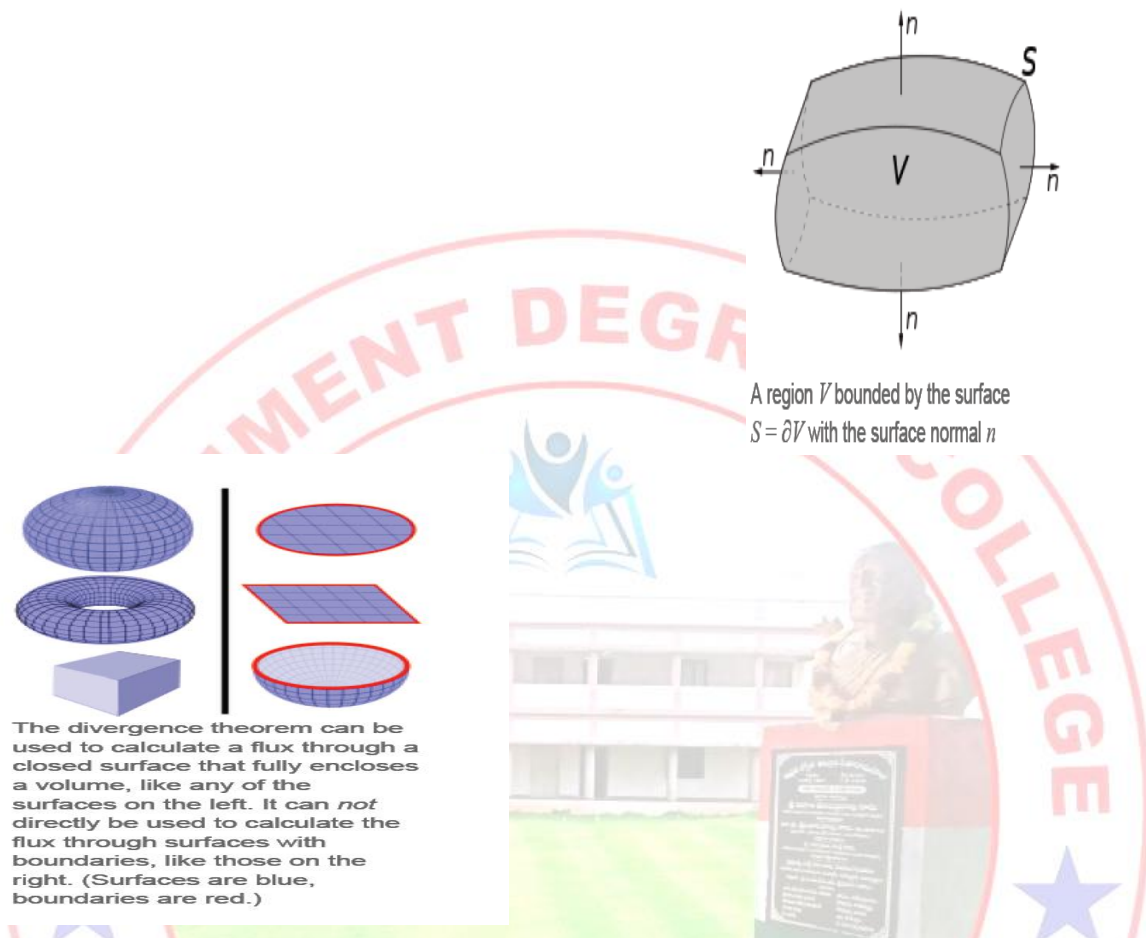 n
S
n
V
n
n
A region V bounded by the surface
S = ∂V with the surface normal n
MENT DEGR
COLLEGE
The divergence theorem can be
used to calculate a flux through a
closed surface that fully encloses
a volume, like any of the
surfaces on the left. It can not
directly be used to calculate the
flux through surfaces with
boundaries, like those on the
right. (Surfaces are blue,
boundaries are red.)